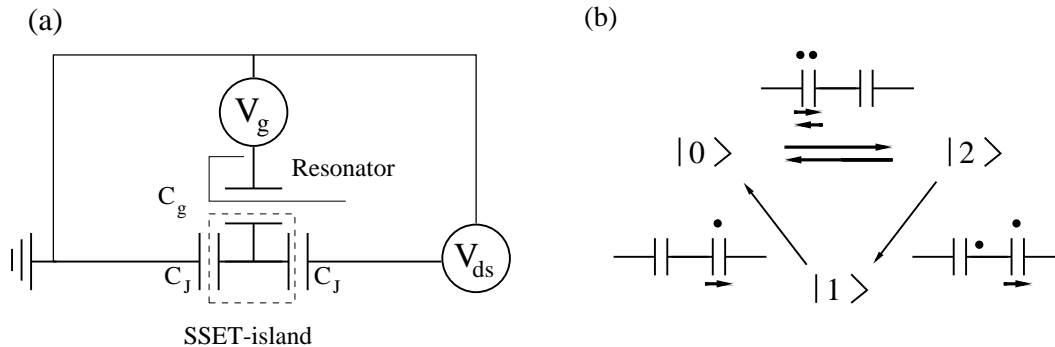 (a)
V_g
Resonator
C_g
C_J
C_J
V_ds
SSET-island
(b)
|0>
|2>
|1>